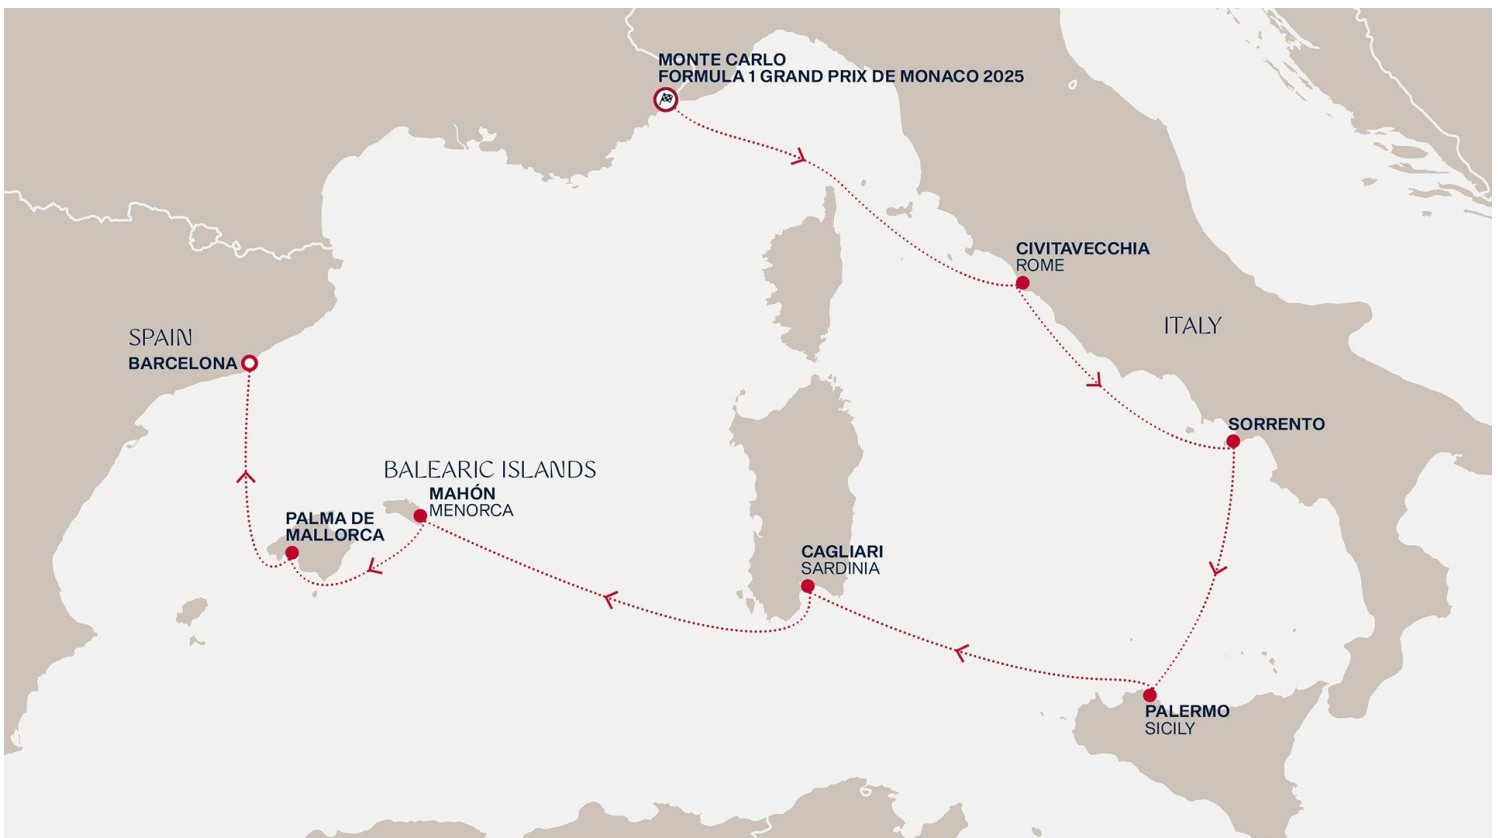 MONTE CARLO
FORMULA 1 GRAND PRIX DE MONACO 2025
CIVITAVECCHIA
ROME
ITALY
SPAIN
BARCELONA
SORRENTO
BALEARIC ISLANDS
MAHÓN
MENORCA
PALMA DE
MALLORCA
CAGLIARI
SARDINIA
PALERMO
SICILY